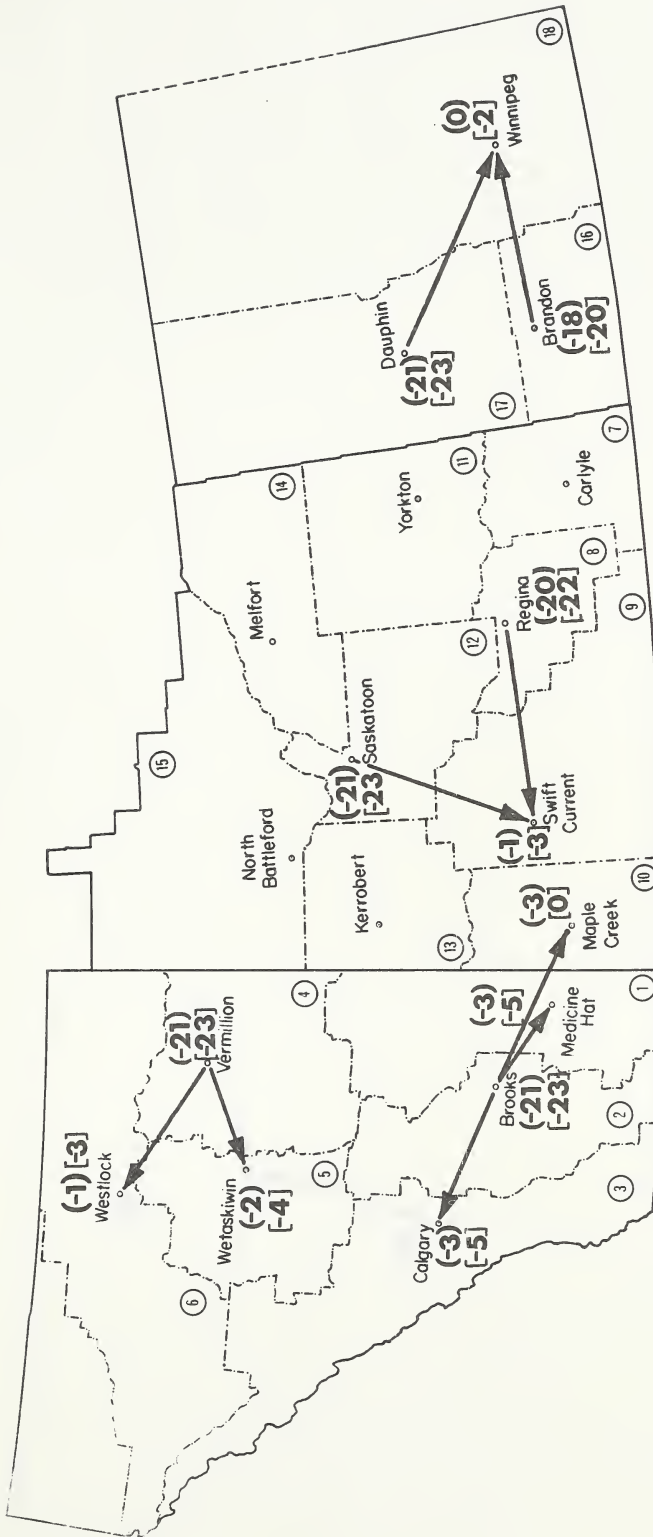 Westlock
(-1) [-3]
Vermillion
(-21)
[-23]
Wetaskiwin
(-2)
[-4]
Calgary
(-3)
[-5]
Brooks
(-21)
[-23]
Medicine
Hat
(-3)
[-5]
Maple
Creek
(-3)
[0]
Kerrobert
North
Battleford
Saskatoon
(-21)
[-23
Swift
Current
(-1)
[-3]
Melfort
Yorkton
Regina
(-20)
[-22]
Carlyle
Dauphin
(-21)
[-23]
Brandon
(-18)
[-20]
Winnipeg
(0)
[-2]
1
2
3
4
5
6
7
8
9
10
11
12
13
14
15
16
17
18